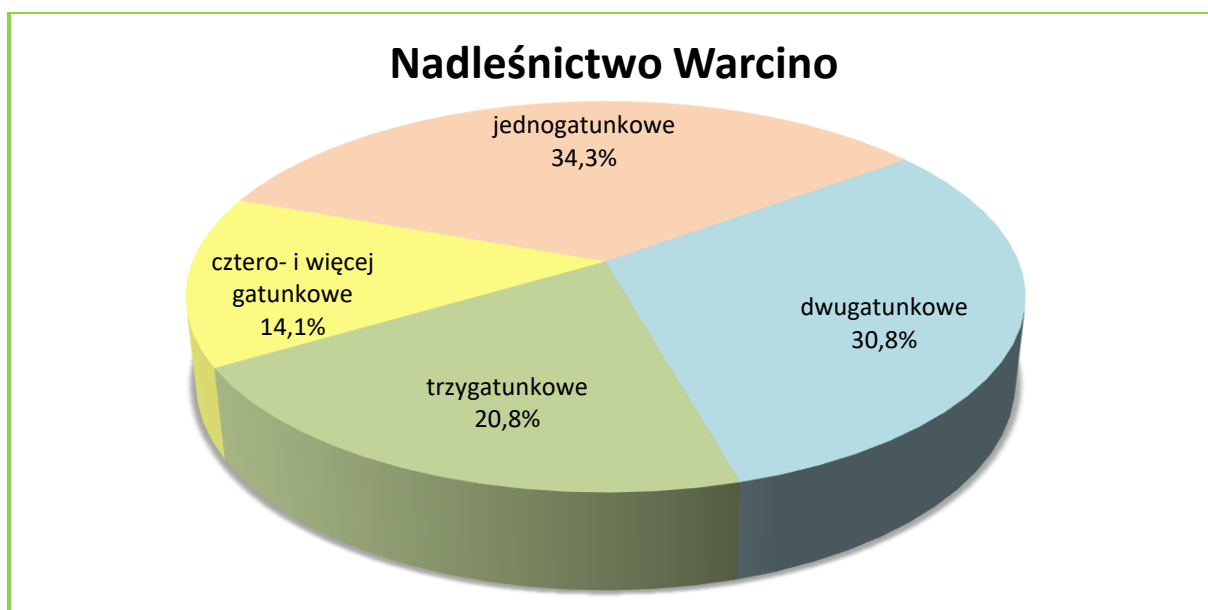 Nadleśnictwo Warcino
jednogatunkowe
34,3%
dwugatunkowe
30,8%
trzygatunkowe
20,8%
cztero- i więcej
gatunkowe
14,1%